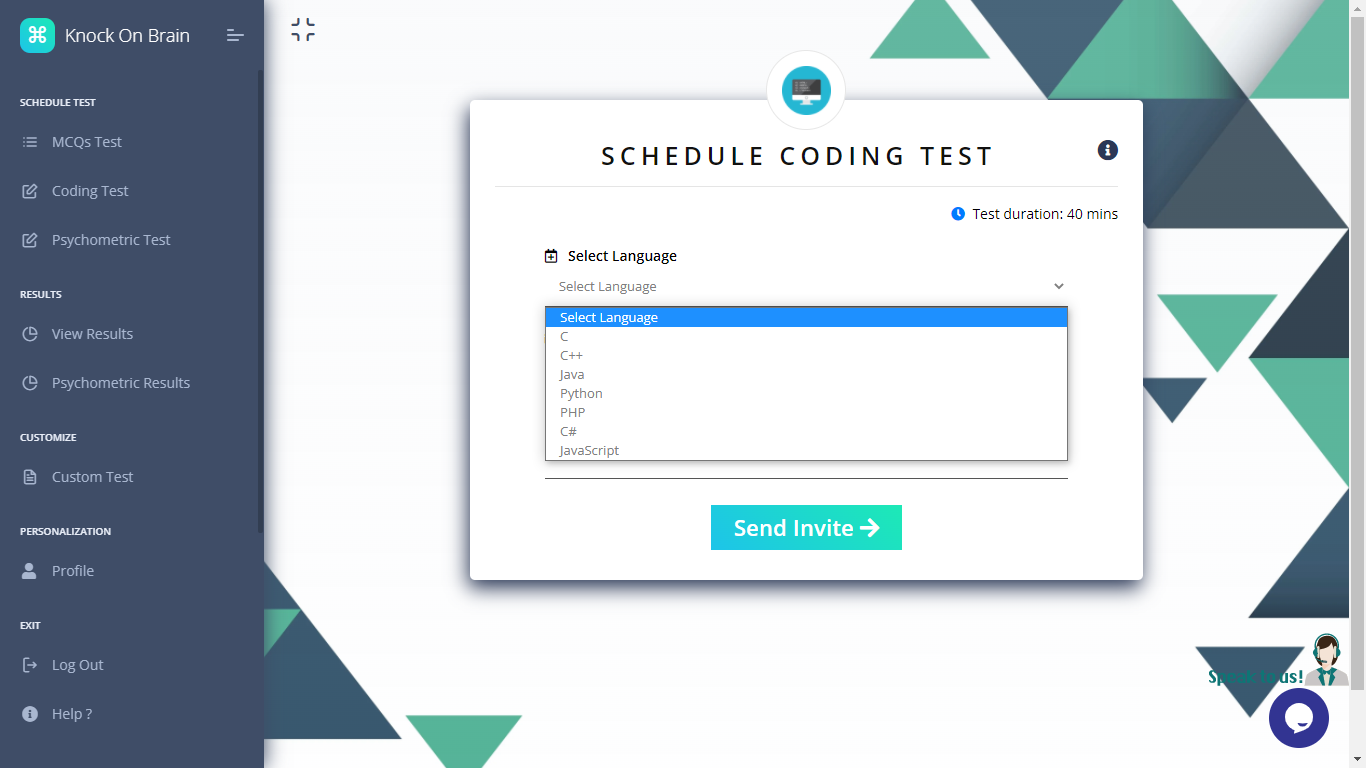 Knock On Brain
SCHEDULE TEST
MCQs Test
Coding Test
Psychometric Test
RESULTS
View Results
Psychometric Results
CUSTOMIZE
Custom Test
PERSONALIZATION
Profile
EXIT
Log Out
Help ?
SCHEDULE CODING TEST
Test duration: 40 mins
Select Language
Select Language
Select Language
C
C++
Java
Python
PHP
C#
JavaScript
Send Invite
Speak to us!